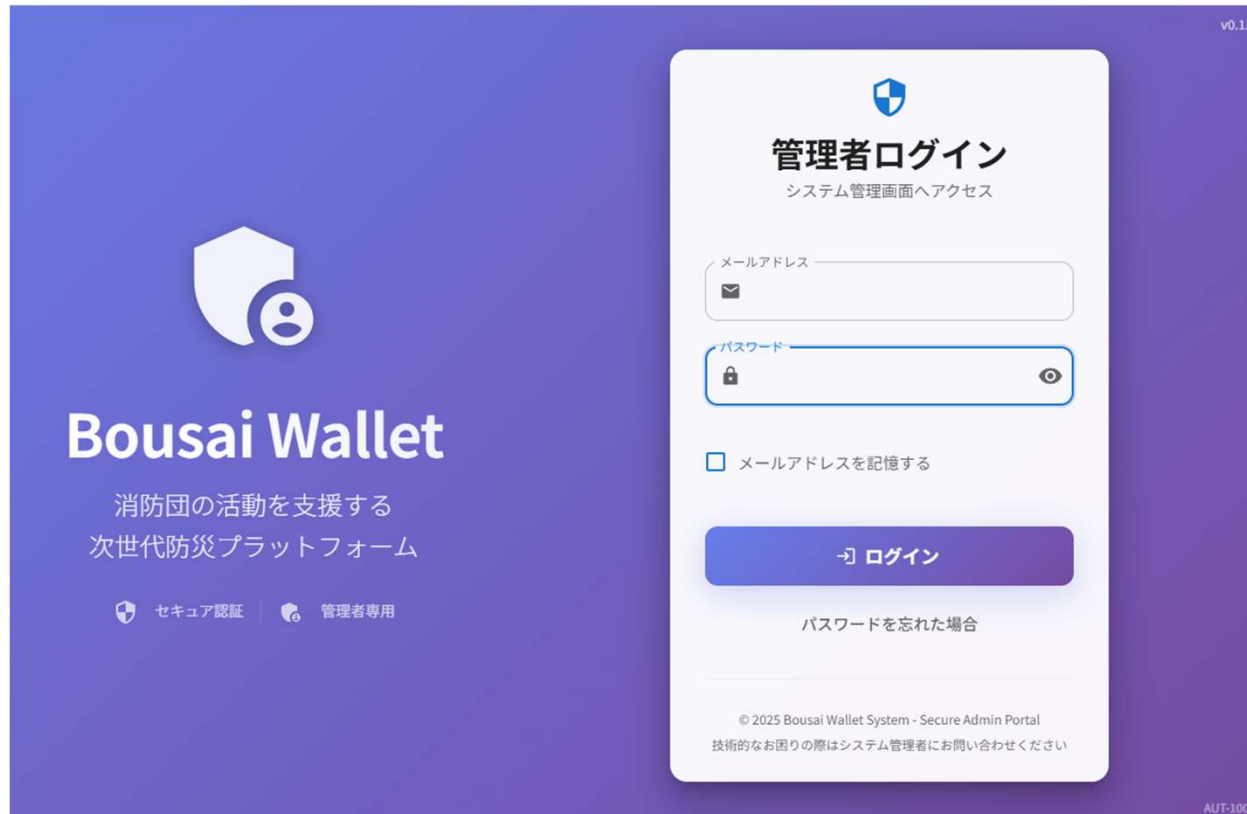 v0.1.
管理者ログイン
システム管理画面へアクセス
メールアドレス
パスワード
メールアドレスを記憶する
ログイン
パスワードを忘れた場合
© 2025 Bousai Wallet System - Secure Admin Portal
技術的なお困りの際はシステム管理者にお問い合わせください
Bousai Wallet
消防団の活動を支援する
次世代防災プラットフォーム
セキュア認証
管理者専用
AUT-100